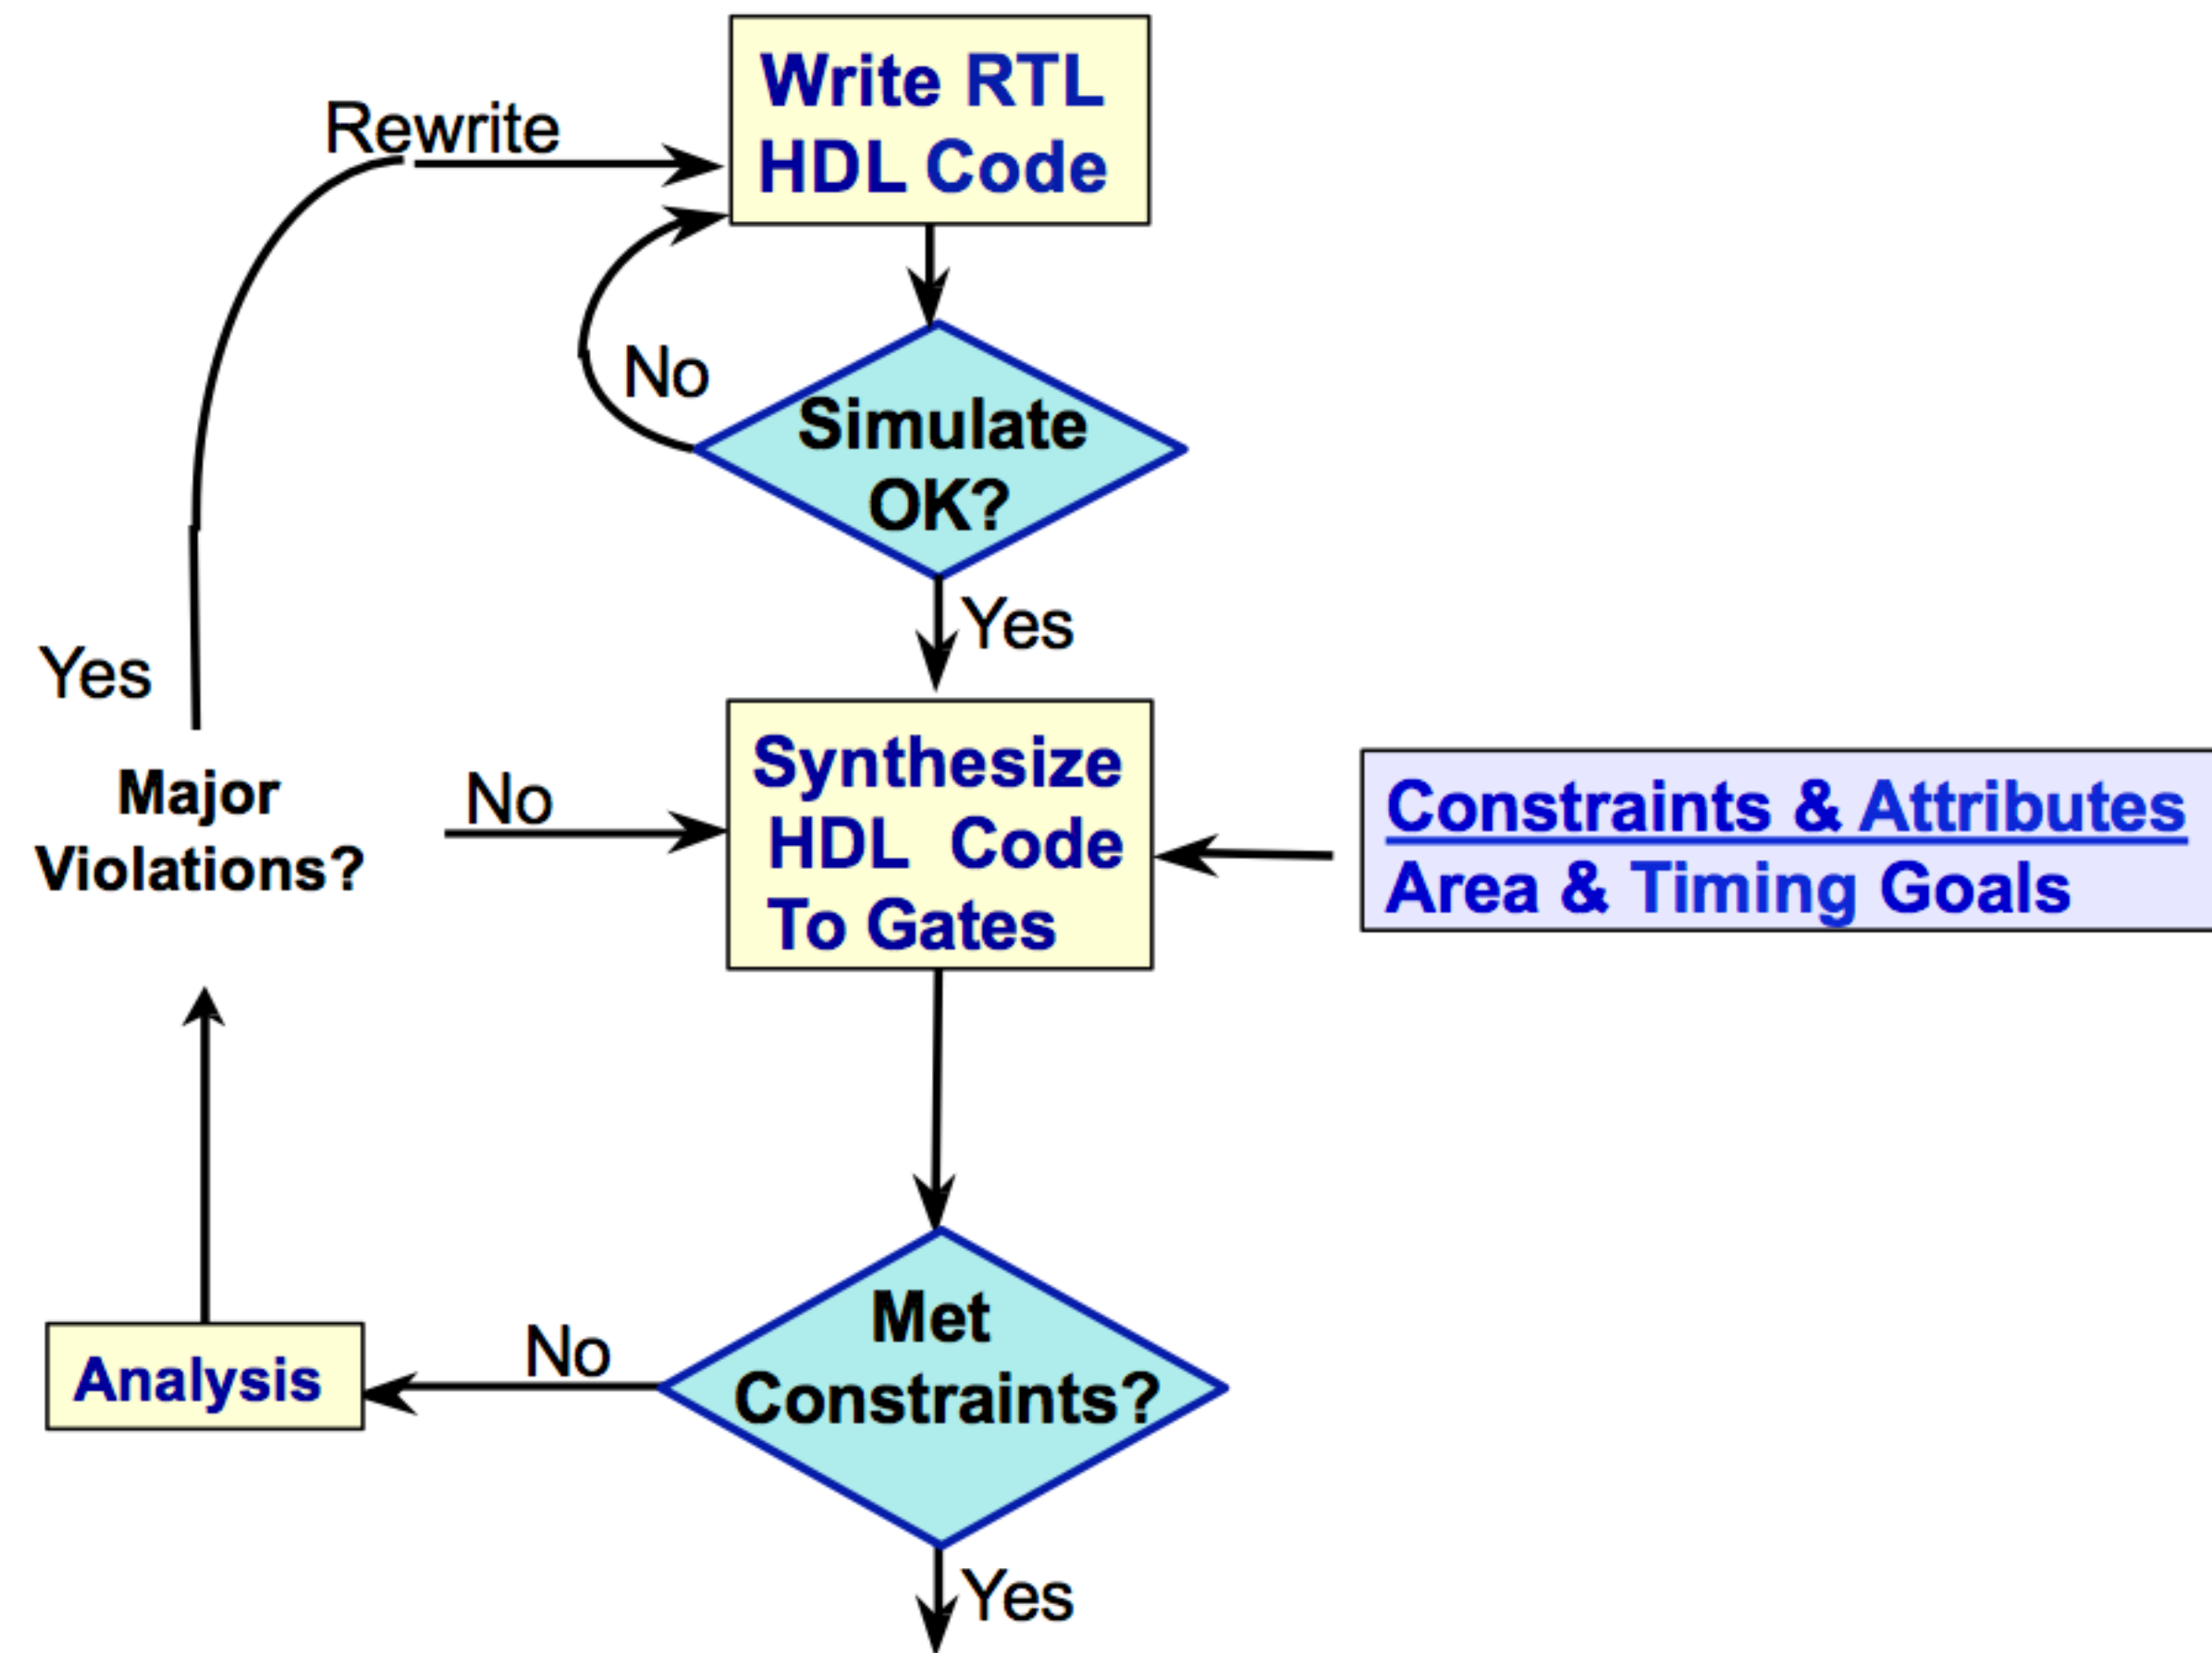 Write RTL
HDL Code
Rewrite
No
Simulate
OK?
Yes
Yes
Major
Violations?
No
Synthesize
HDL Code
To Gates
Constraints & Attributes
Area & Timing Goals
Met
Constraints?
No
Analysis
Yes